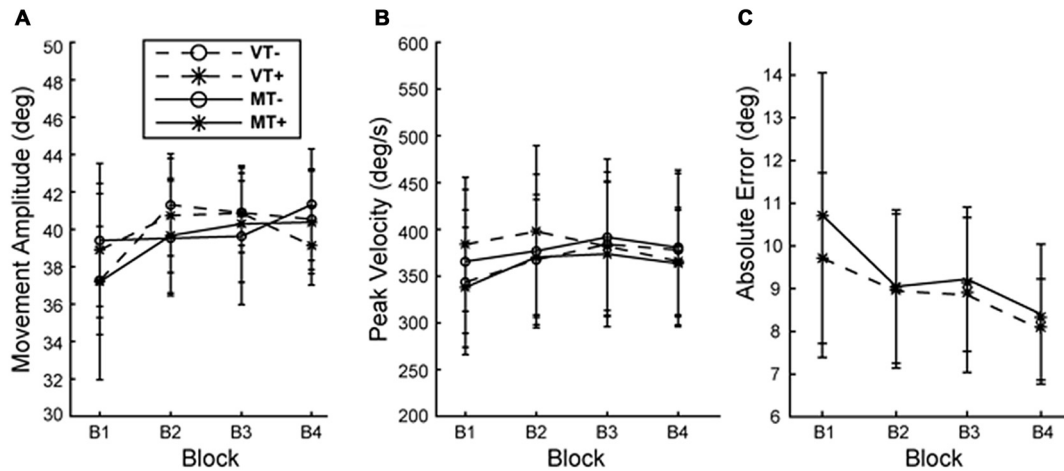 A
Movement Amplitude (deg)
50
48
46
44
42
40
38
36
34
32
30
VT-
VT+
MT-
MT+
B1
B2
B3
B4
Block
B
Peak Velocity (deg/s)
600
550
500
450
400
350
300
250
200
B1
B2
B3
B4
Block
C
Absolute Error (deg)
14
13
12
11
10
9
8
7
6
B1
B2
B3
B4
Block